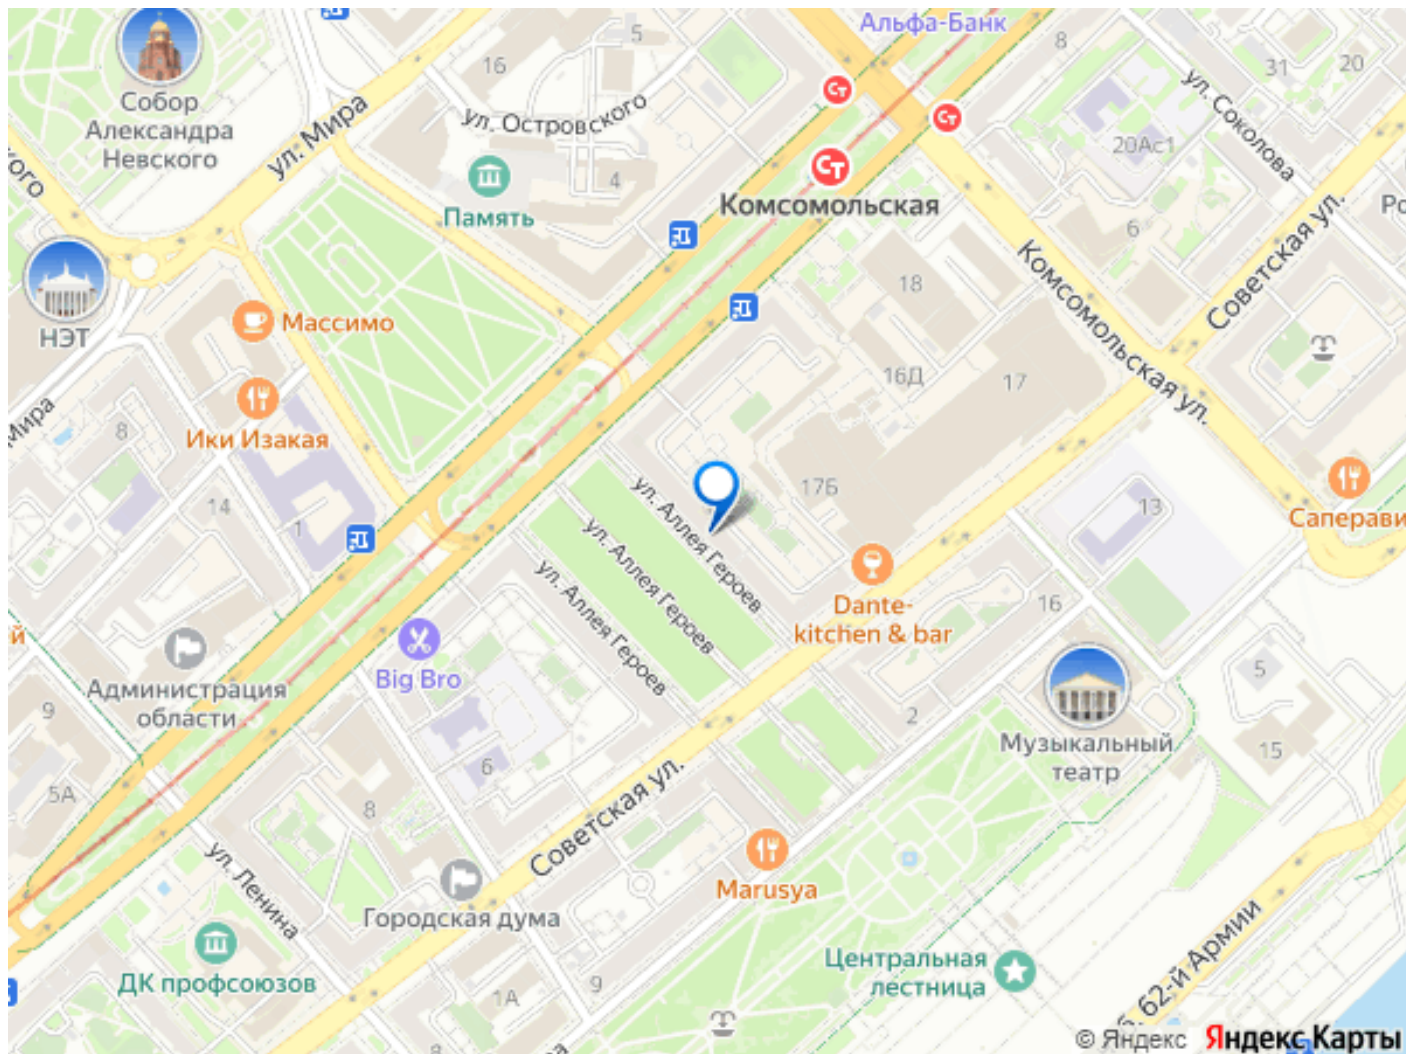 Альфа-Банк
5
16
8
31
20
Собор
Александра
Невского
ул. Мира
ул. Островского
ул. Соколова
20Ас1
ого
4
Память
Комсомольская
6
Советская ул.
Ро
НЭТ
Массимо
18
Комсомольская ул.
16Д
17
Мира
8
Ики Изакая
14
1
17Б
13
Саперави
ул. Аллея Героев
ул. Аллея Героев
ул. Аллея Героев
Dante-
kitchen & bar
16
й
Big Bro
Администрация
области
9
2
5
Музыкальный
театр
15
6
5А
8
Советская ул.
ул. Ленина
Marusya
Городская дума
ДК профсоюзов
Центральная
лестница
62-й Армии
1А
9
8
© Яндекс Яндекс Карты